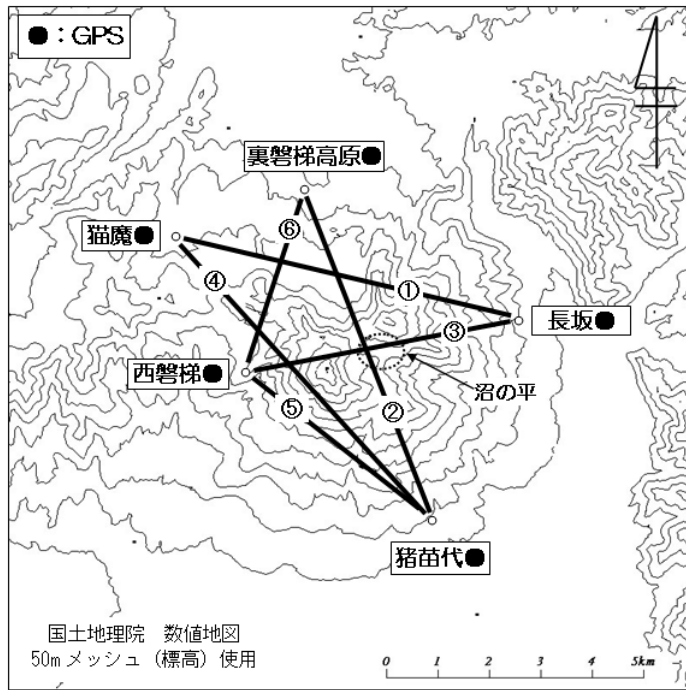 ●：GPS
裏磐梯高原●
猫魔●
⑥
④
①
長坂●
③
西磐梯●
沼の平
⑤
②
猪苗代●
国土地理院　数値地図
50mメッシュ（標高）使用
0 1 2 3 4 5km